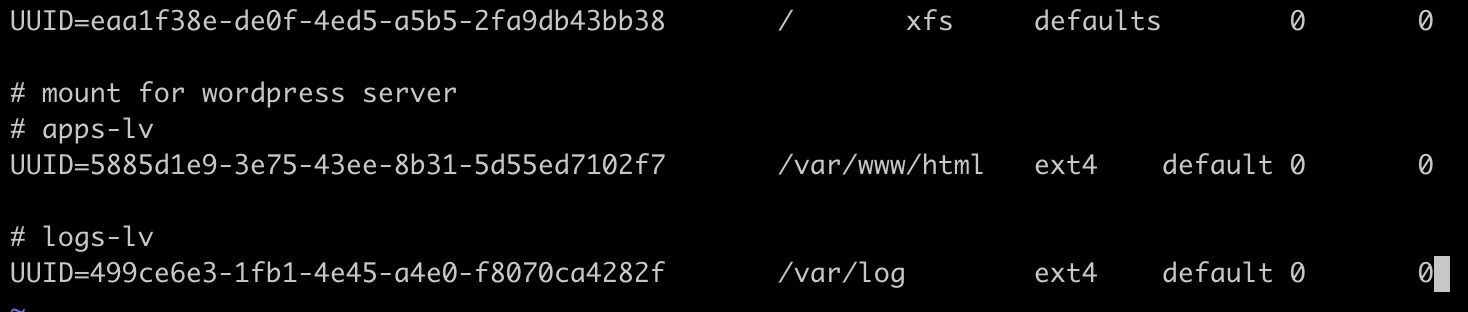 UUID=eaa1f38e-de0f-4ed5-a5b5-2fa9db43bb38 / xfs defaults 0 0
# mount for wordpress server
# apps-lv
UUID=5885d1e9-3e75-43ee-8b31-5d55ed7102f7 /var/www/html ext4 default 0 0
# logs-lv
UUID=499ce6e3-1fb1-4e45-a4e0-f8070ca4282f /var/log ext4 default 0 0
~